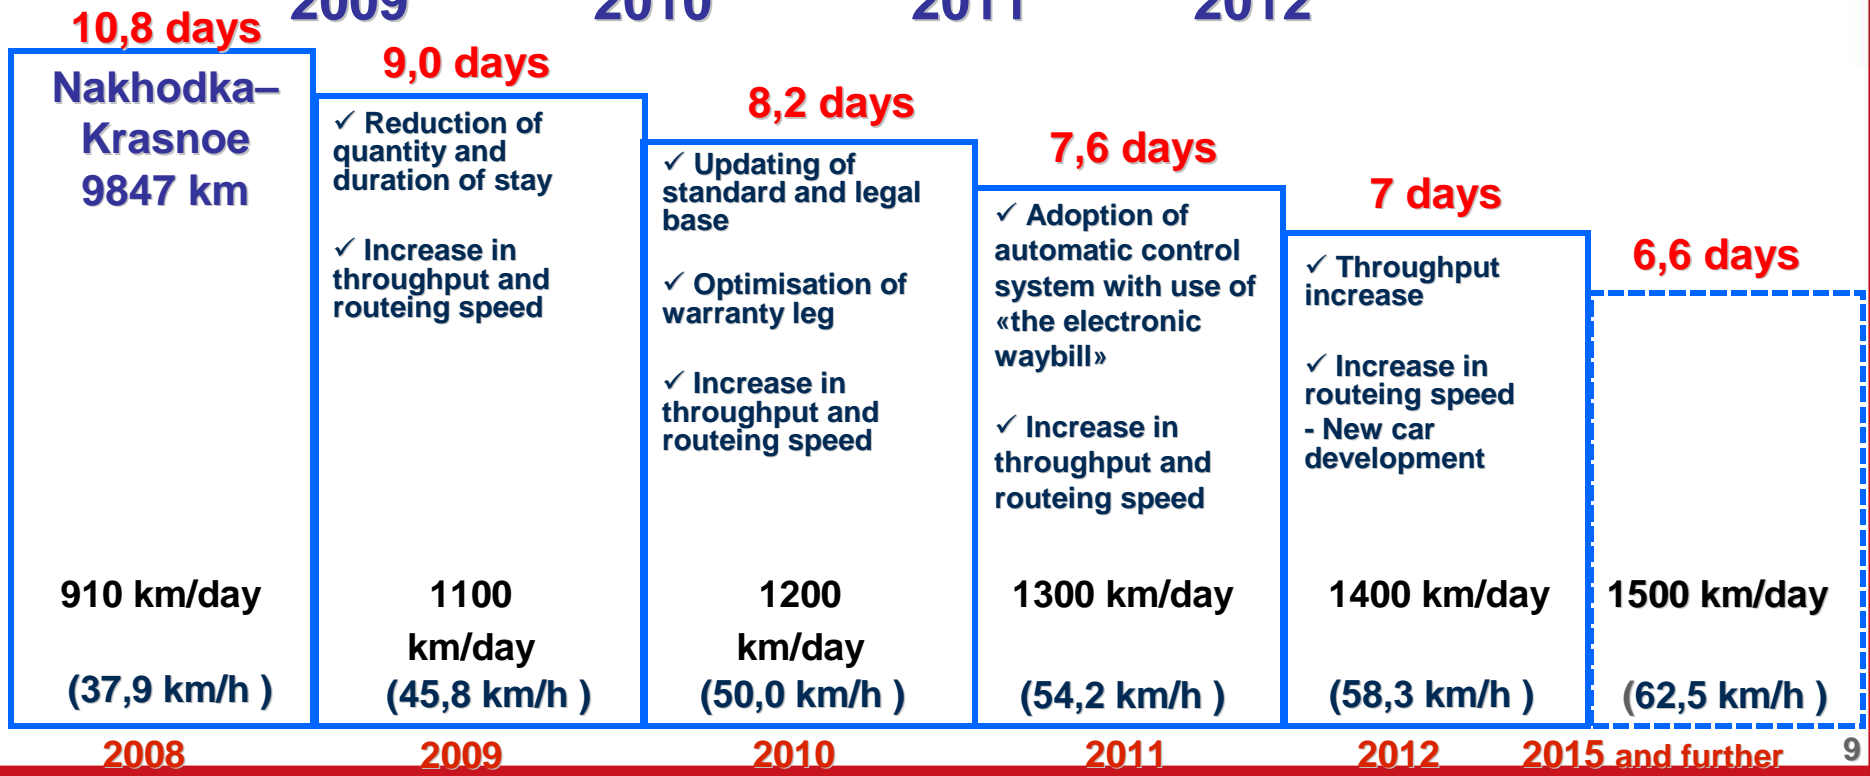 2009 2010 2011 2012
10,8 days
Nakhodka–
Krasnoe
9847 km
910 km/day
(37,9 km/h )
2008
9,0 days
✓ Reduction of
quantity and
duration of stay
✓ Increase in
throughput and
routeing speed
1100
km/day
(45,8 km/h )
2009
8,2 days
✓ Updating of
standard and legal
base
✓ Optimisation of
warranty leg
✓ Increase in
throughput and
routeing speed
1200
km/day
(50,0 km/h )
2010
7,6 days
✓ Adoption of
automatic control
system with use of
«the electronic
waybill»
✓ Increase in
throughput and
routeing speed
1300 km/day
(54,2 km/h )
2011
7 days
✓ Throughput
increase
✓ Increase in
routeing speed
- New car
development
1400 km/day
(58,3 km/h )
2012
6,6 days
1500 km/day
(62,5 km/h )
2015 and further
9